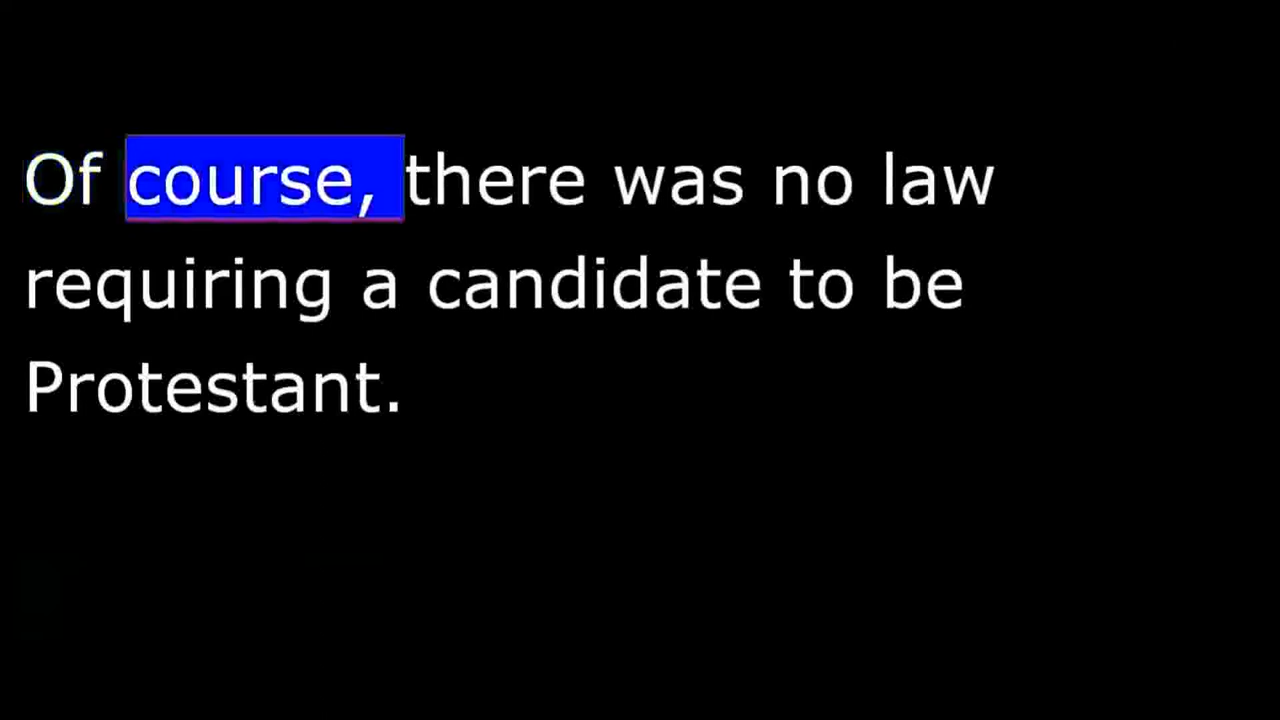 Of course, there was no law
requiring a candidate to be
Protestant.